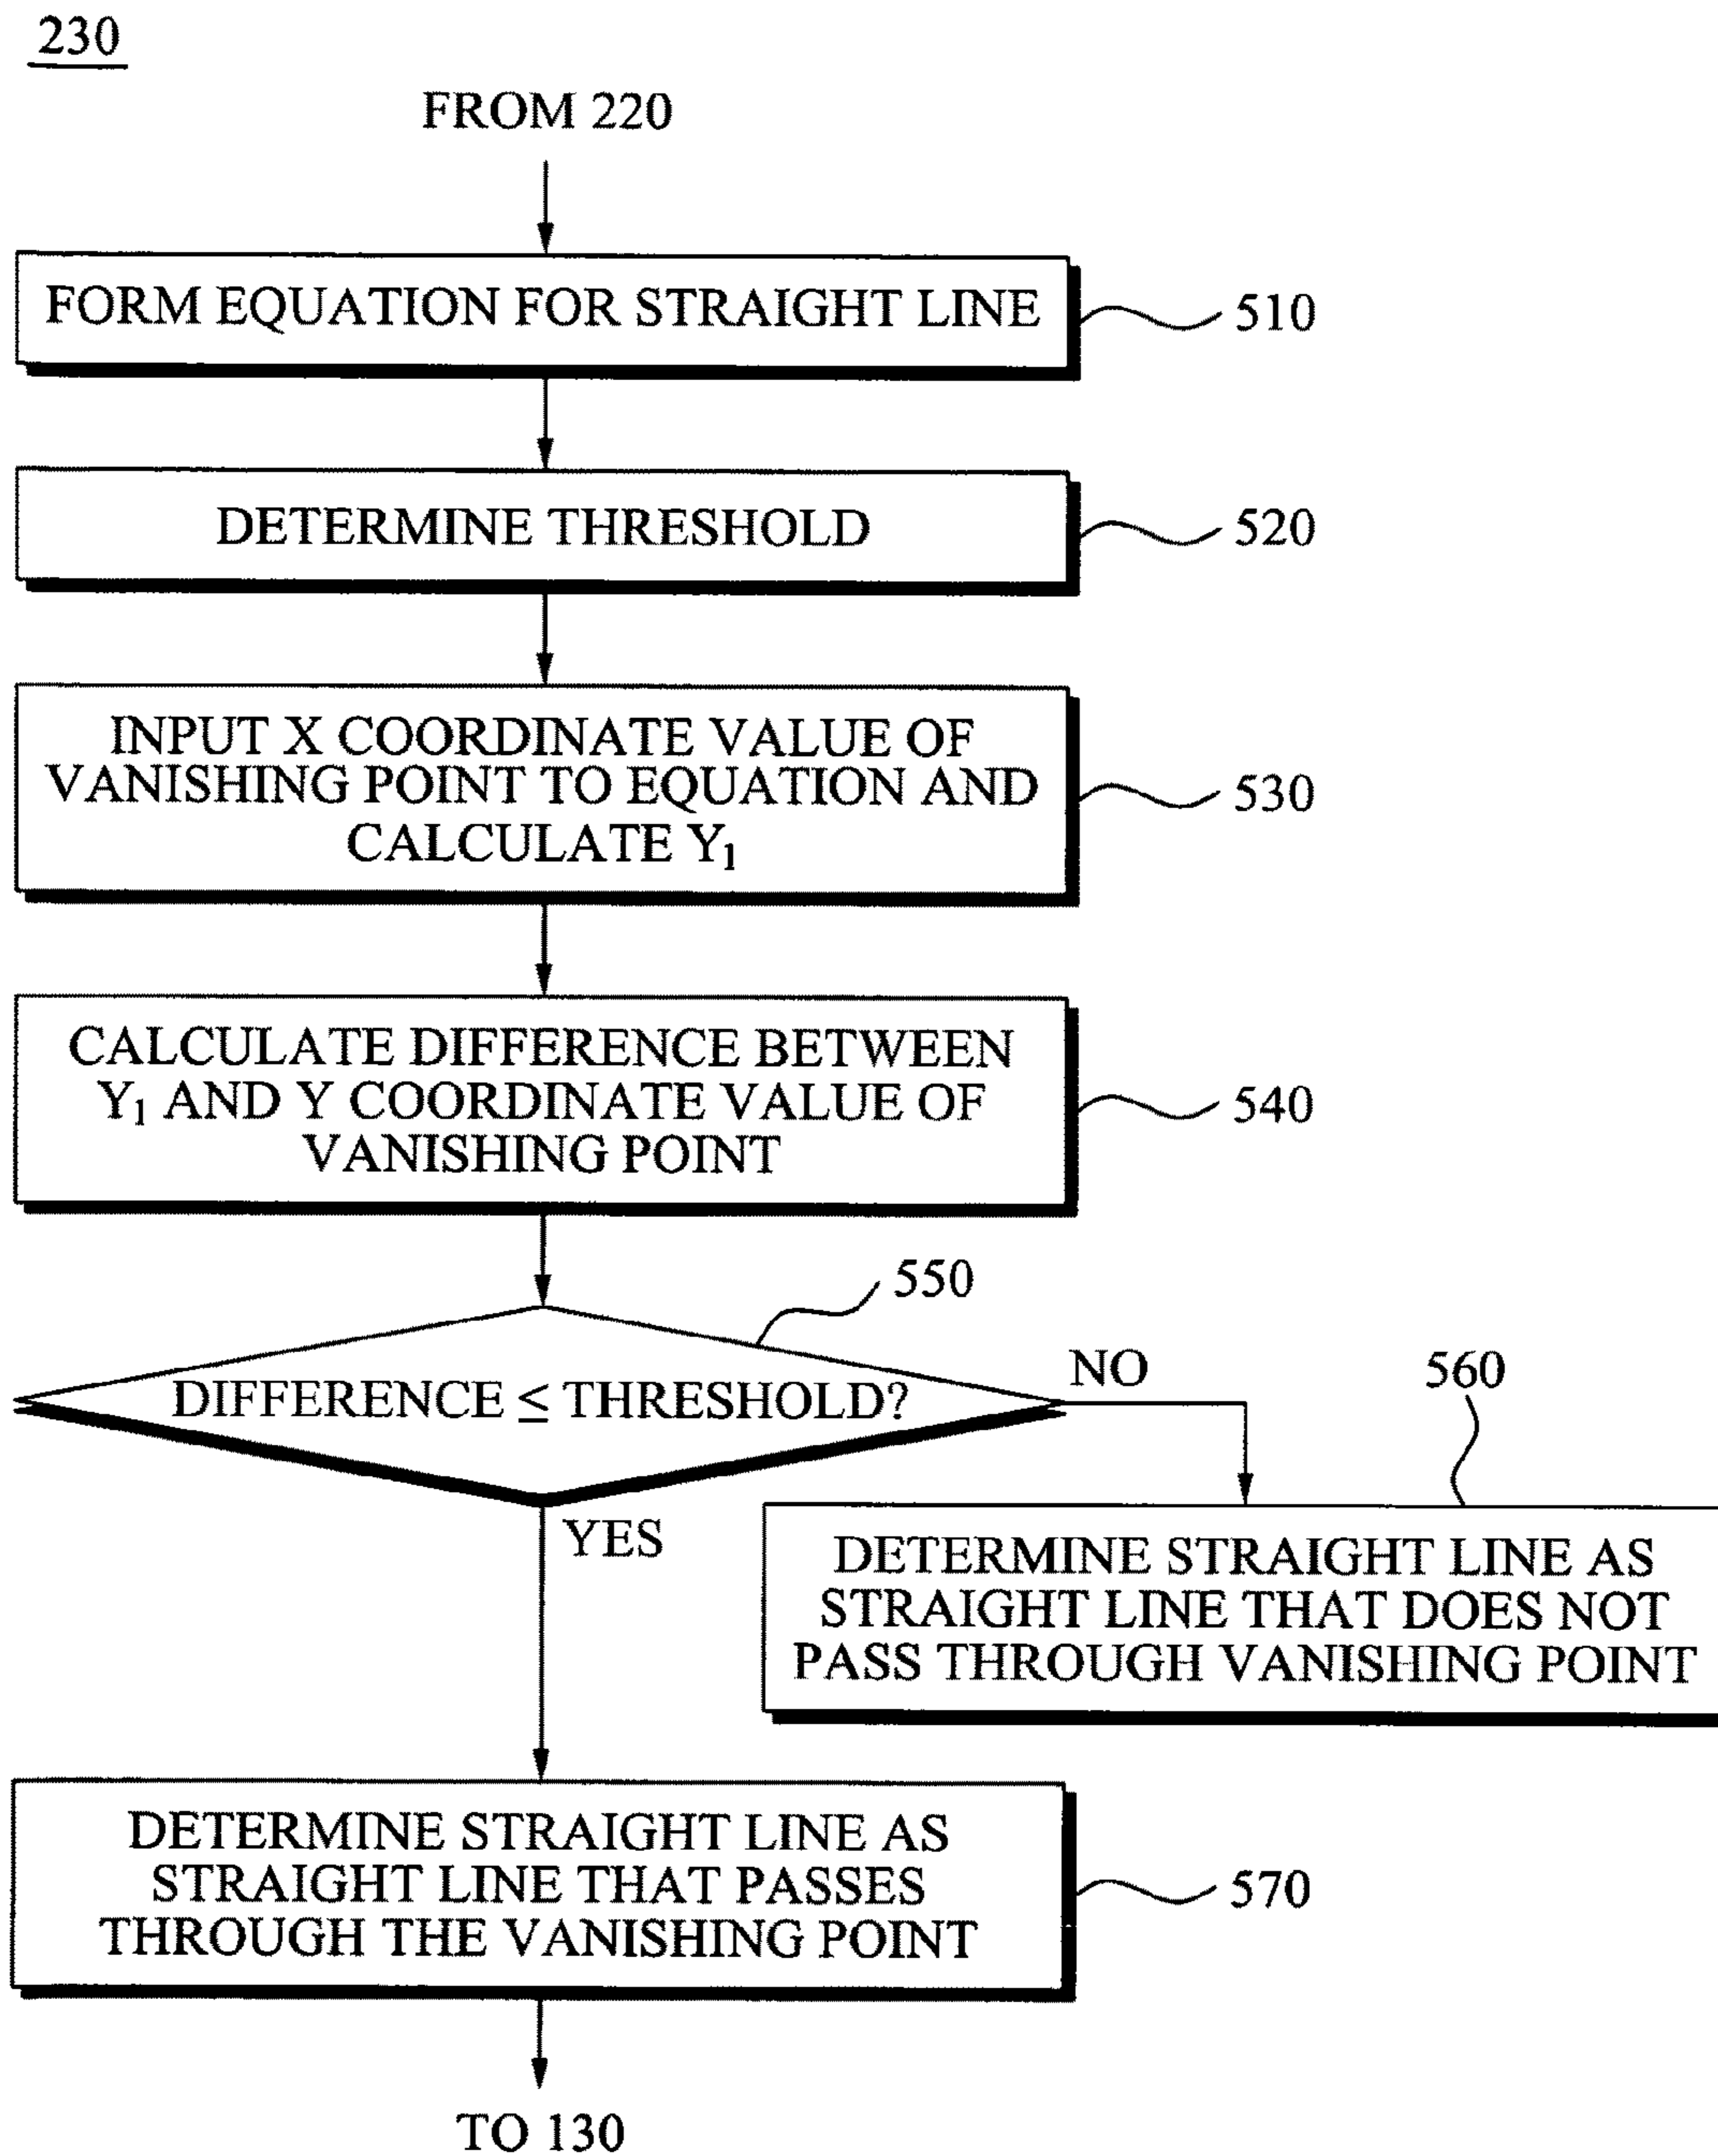 230
FROM 220
FORM EQUATION FOR STRAIGHT LINE
510
DETERMINE THRESHOLD
520
INPUT X COORDINATE VALUE OF
VANISHING POINT TO EQUATION AND
CALCULATE Y₁
530
CALCULATE DIFFERENCE BETWEEN
Y₁ AND Y COORDINATE VALUE OF
VANISHING POINT
540
550
DIFFERENCE ≤ THRESHOLD?
NO
560
YES
DETERMINE STRAIGHT LINE AS
STRAIGHT LINE THAT DOES NOT
PASS THROUGH VANISHING POINT
DETERMINE STRAIGHT LINE AS
STRAIGHT LINE THAT PASSES
THROUGH THE VANISHING POINT
570
TO 130